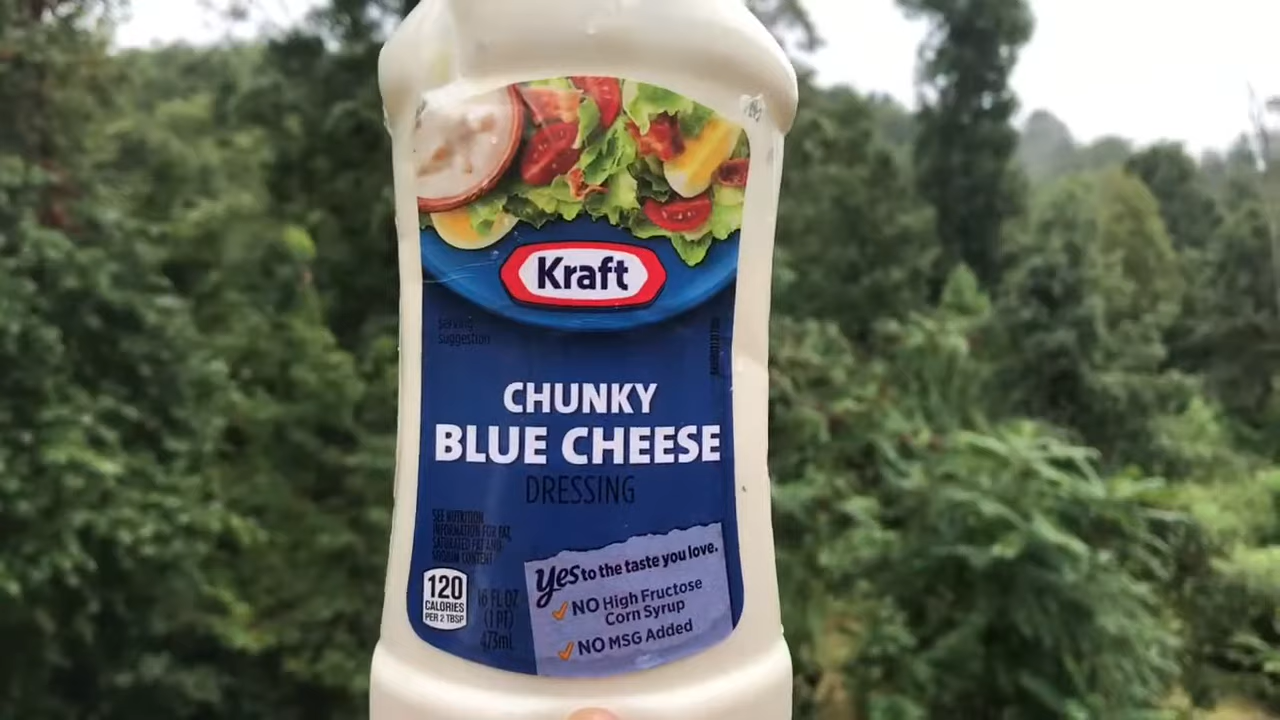 Kraft
serving
suggestion
CHUNKY
BLUE CHEESE
DRESSING
SEE NUTRITION
INFORMATION FOR FAT,
SATURATED FAT AND
SODIUM CONTENT
120
CALORIES
PER 2 TBSP
16 FL OZ
(1 PT)
473mL
Yes to the taste you love.
NO High Fructose
Corn Syrup
NO MSG Added